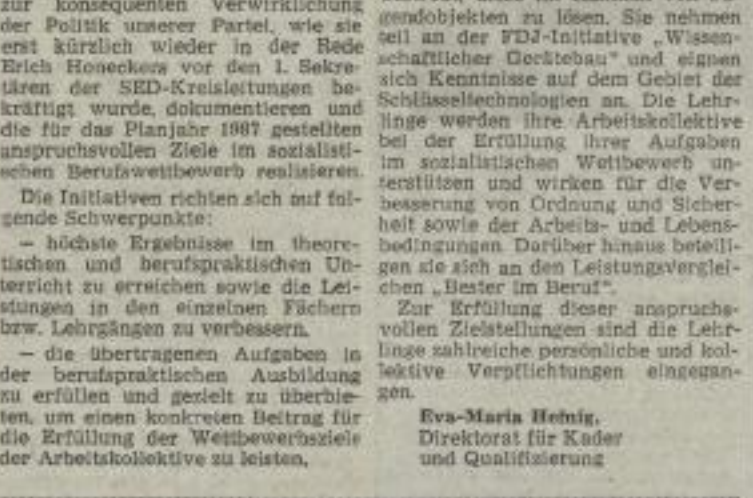 zur konsequenten Verwirklichung
der Politik unserer Partei, wie sie
erst kürzlich wieder in der Rede
Erich Honeckers vor den 1. Sekre-
tären der SED-Kreisleitungen be-
kräftigt wurde, dokumentieren und
die für das Planjahr 1987 gestellten
anspruchsvollen Ziele im sozialisti-
schen Berufswettbewerb realisieren.
Die Initiativen richten sich auf fol-
gende Schwerpunkte:
— höchste Ergebnisse im theore-
tischen und berufspraktischen Un-
terricht zu erreichen sowie die Lei-
stungen in den einzelnen Fächern
bzw. Lehrgängen zu verbessern.
— die übertragenen Aufgaben in
der berufspraktischen Ausbildung
zu erfüllen und gezielt zu überbie-
ten, um einen konkreten Beitrag für
die Erfüllung der Wettbewerbsziele
der Arbeitskollektive zu leisten,
gendobjekten zu lösen. Sie nehmen
teil an der FDJ-Initiative „Wissen-
schaftlicher Gerätebau" und eignen
sich Kenntnisse auf dem Gebiet der
Schlüsseltechnologien an. Die Lehr-
linge werden ihre Arbeitskollektive
bei der Erfüllung ihrer Aufgaben
im sozialistischen Wettbewerb un-
terstützen und wirken für die Ver-
besserung von Ordnung und Sicher-
heit sowie der Arbeits- und Lebens-
bedingungen. Darüber hinaus beteili-
gen sie sich an den Leistungsverglei-
chen „Bester im Beruf".
Zur Erfüllung dieser anspruchs-
vollen Zielstellungen sind die Lehr-
linge zahlreiche persönliche und kol-
lektive Verpflichtungen eingegan-
gen.
Eva-Maria
Direktorat für Kader
und Qualifizierung